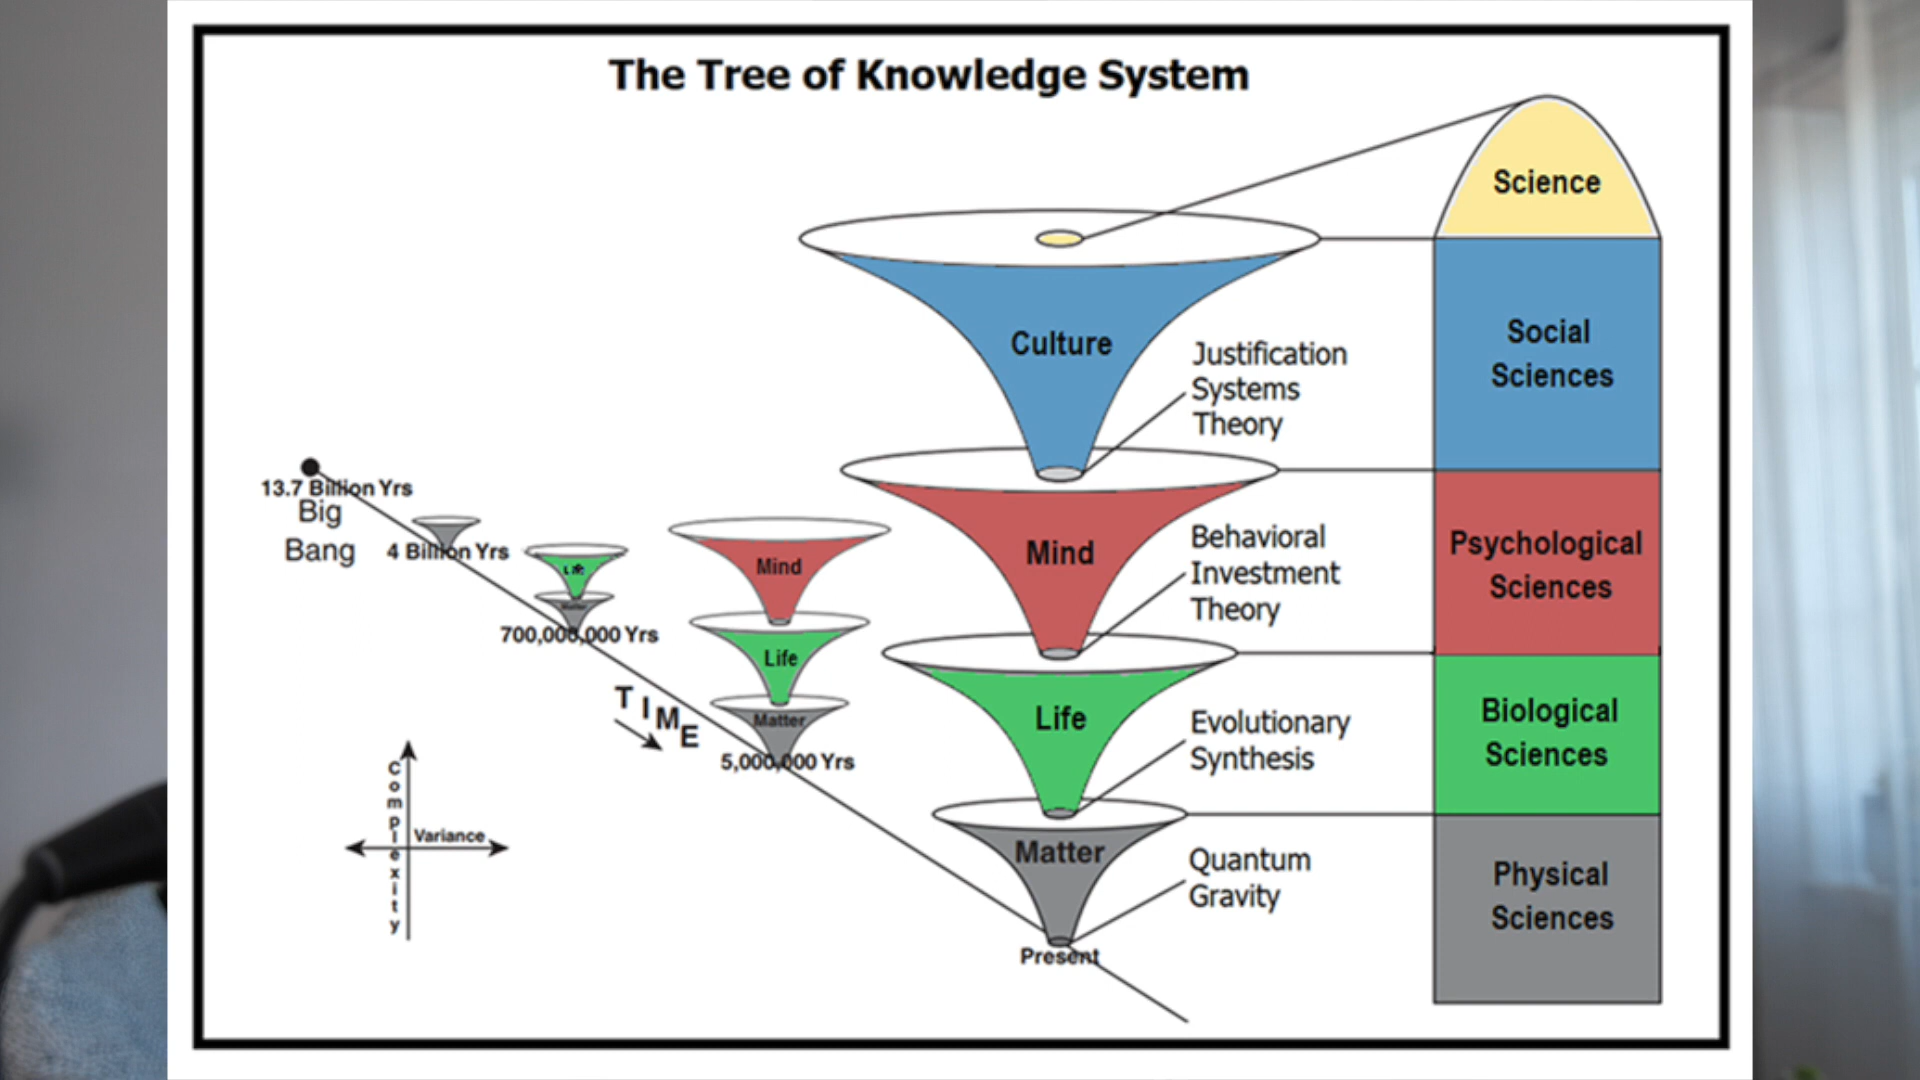 The Tree of Knowledge System
Science
Social
Sciences
Culture
Justification
Systems
Theory
13.7 Billion Yrs
Big
Bang
4 Billion Yrs
Life
Matter
700,000,000 Yrs
Mind
Life
Matter
5,000,000 Yrs
TIME
Complexity
Variance
Mind
Behavioral
Investment
Theory
Psychological
Sciences
Life
Evolutionary
Synthesis
Biological
Sciences
Matter
Quantum
Gravity
Present
Physical
Sciences